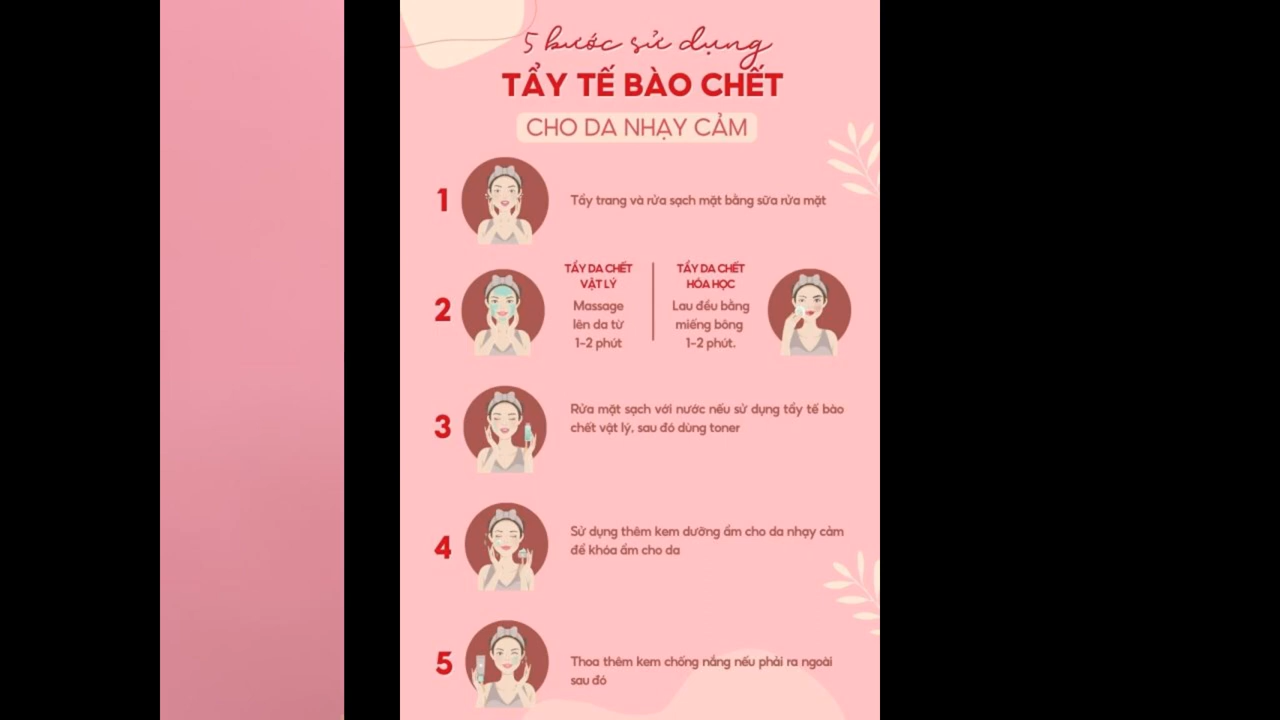 5 bước sử dụng
TẨY TẾ BÀO CHẾT
CHO DA NHẠY CẢM
1
Tẩy trang và rửa sạch mặt bằng sữa rửa mặt
2
TẨY DA CHẾT
VẬT LÝ
Massage
lên da từ
1-2 phút
TẨY DA CHẾT
HÓA HỌC
Lau đều bằng
miếng bông
1-2 phút.
3
Rửa mặt sạch với nước nếu sử dụng tẩy tế bào
chết vật lý, sau đó dùng toner
4
Sử dụng thêm kem dưỡng ẩm cho da nhạy cảm
để khóa ẩm cho da
5
Thoa thêm kem chống nắng nếu phải ra ngoài
sau đó